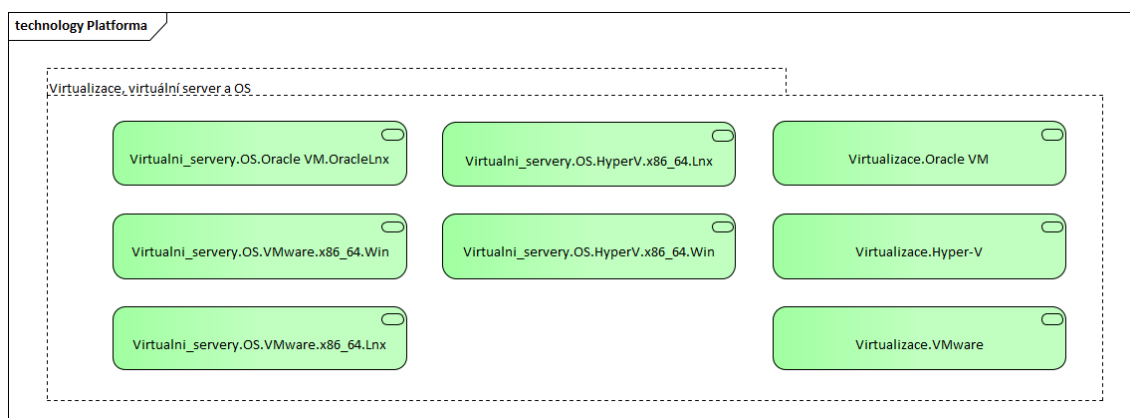 technology Platforma
Virtualizace, virtuální server a OS
Virtualni_servery.OS.Oracle VM.OracleLnx
Virtualni_servery.OS.HyperV.x86_64.Lnx
Virtualizace.Oracle VM
Virtualni_servery.OS.VMware.x86_64.Win
Virtualni_servery.OS.HyperV.x86_64.Win
Virtualizace.Hyper-V
Virtualni_servery.OS.VMware.x86_64.Lnx
Virtualizace.VMware